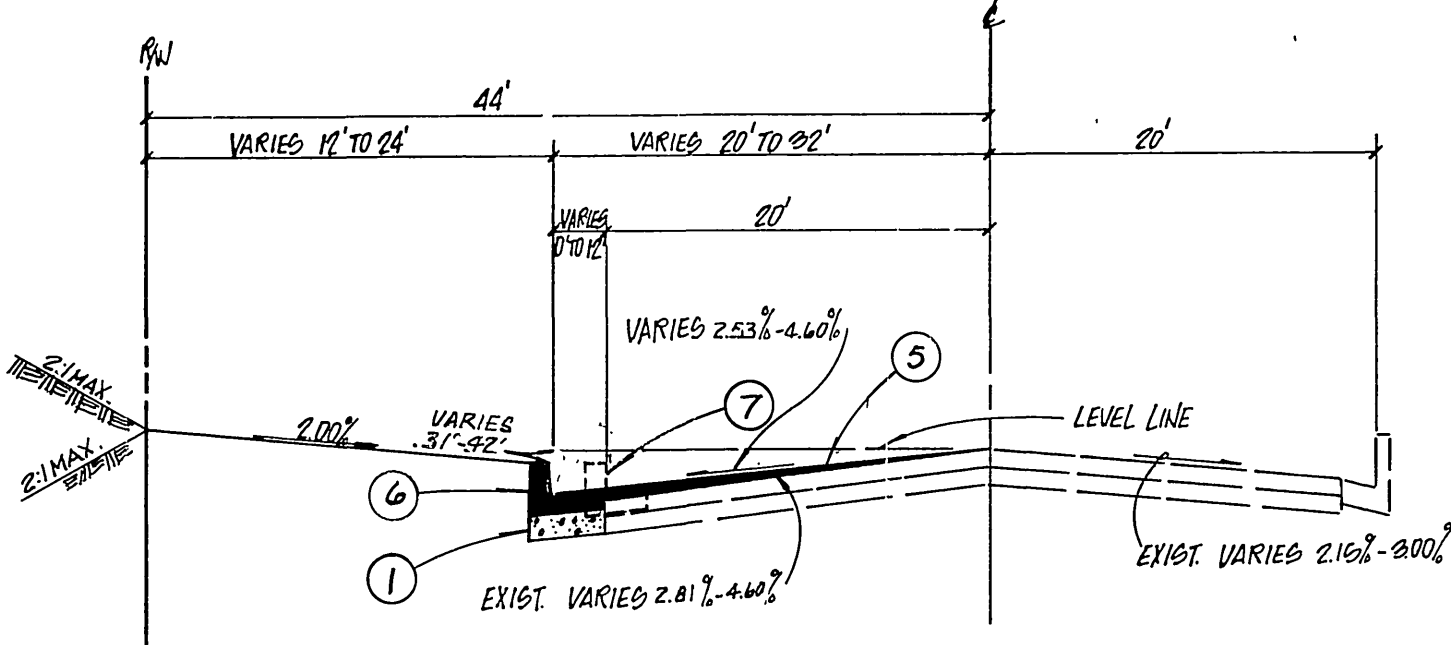 R/W
℄
44'
VARIES 12' TO 24'
VARIES 20' TO 32'
20'
VARIES
0' TO 12'
20'
VARIES 2.53%-4.60%
5
7
LEVEL LINE
2:1 MAX.
2.00%
VARIES
.31'-.42'
2:1 MAX.
6
1
EXIST. VARIES 2.81%-4.60%
EXIST. VARIES 2.15%-3.00%